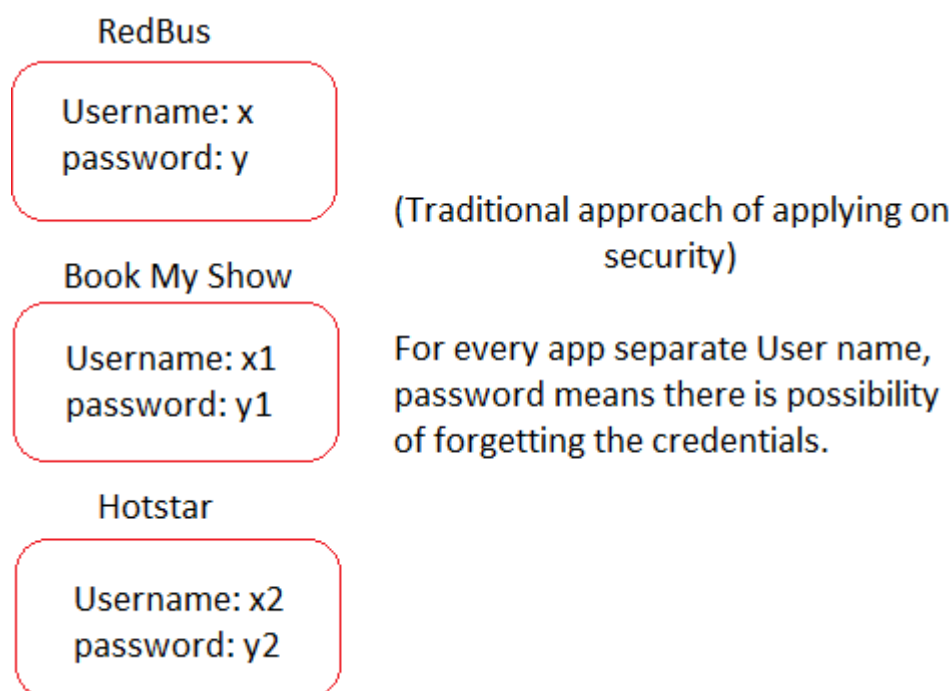 RedBus
Username: x
password: y
(Traditional approach of applying on
security)
Book My Show
Username: x1
password: y1
For every app separate User name,
password means there is possibility
of forgetting the credentials.
Hotstar
Username: x2
password: y2